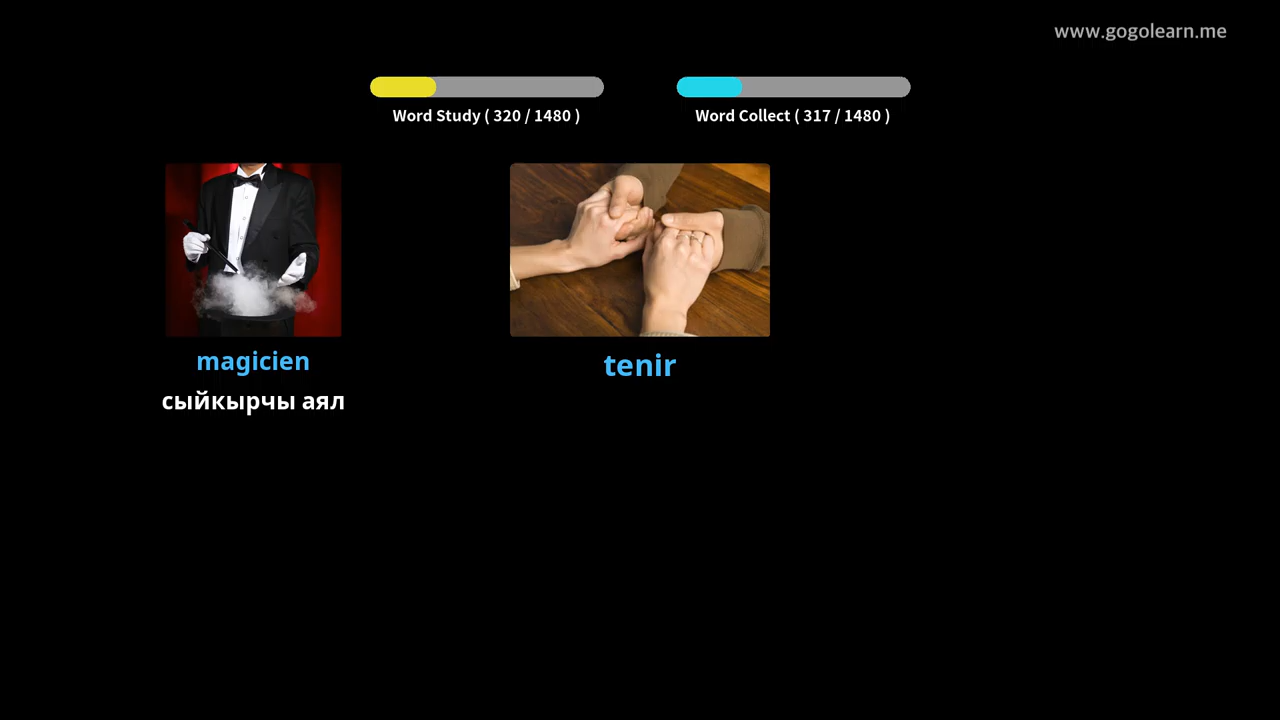 www.gogolearn.me
Word Study ( 320 / 1480 )
Word Collect ( 317 / 1480 )
magicien
сыйкырчы аял
tenir